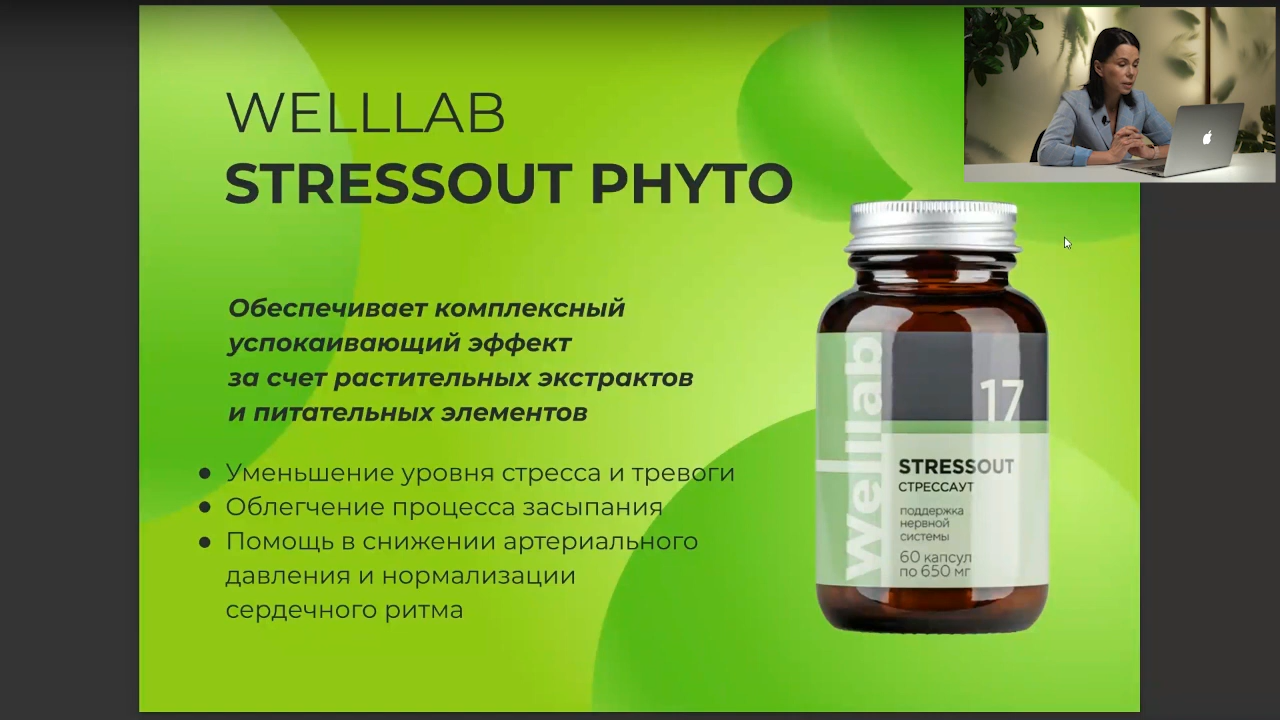 WELLLAB
STRESSOUT PHYTO
Обеспечивает комплексный
успокаивающий эффект
за счет растительных экстрактов
и питательных элементов
● Уменьшение уровня стресса и тревоги
● Облегчение процесса засыпания
● Помощь в снижении артериального
давления и нормализации
сердечного ритма
welllab
17
STRESSOUT
СТРЕССАУТ
поддержка
нервной
системы
60 капсул
по 650 мг